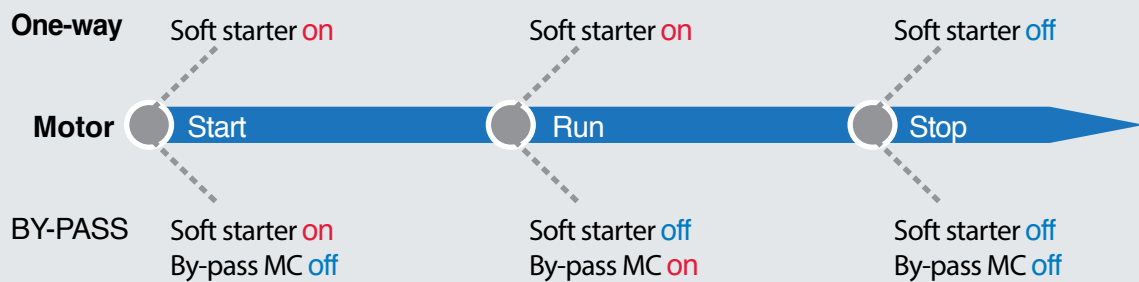 One-way Soft starter on Soft starter on Soft starter off
Motor Start Run Stop
BY-PASS Soft starter on Soft starter off Soft starter off
By-pass MC off By-pass MC on By-pass MC off